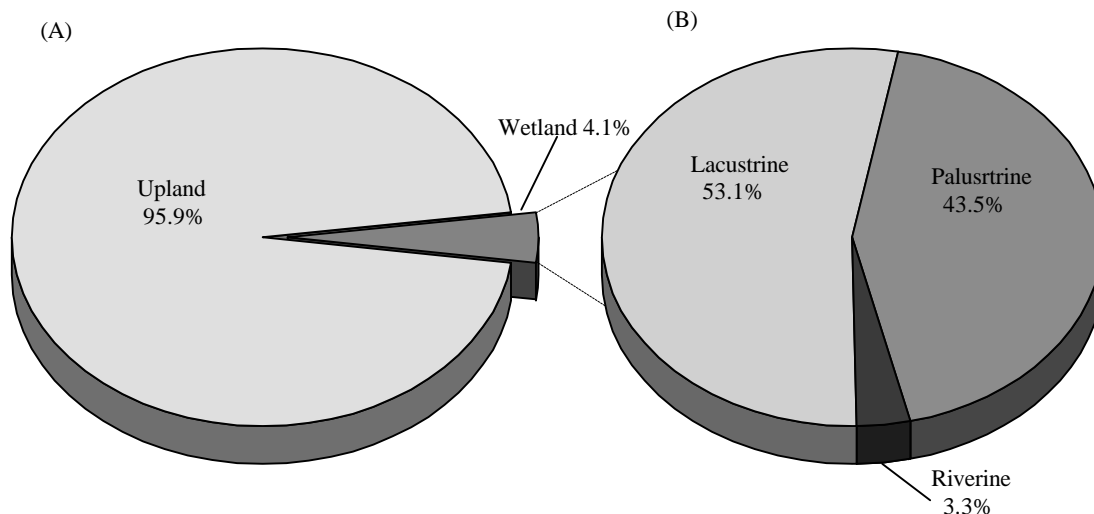 (A)
(B)
Wetland 4.1%
Upland
95.9%
Lacustrine
53.1%
Palusrtrine
43.5%
Riverine
3.3%